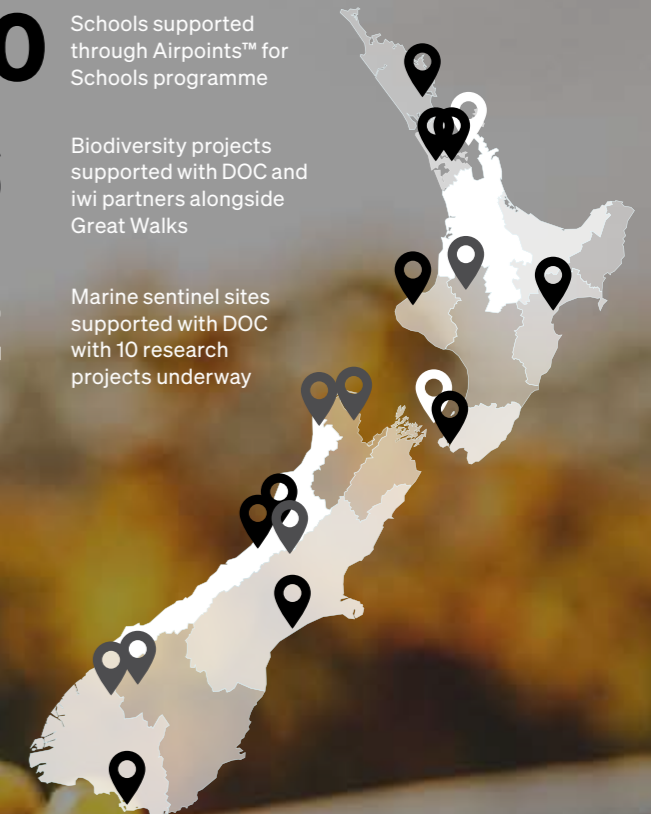 0
Schools supported
through Airpoints™ for
Schools programme
Biodiversity projects
supported with DOC and
iwi partners alongside
Great Walks
Marine sentinel sites
supported with DOC
with 10 research
projects underway